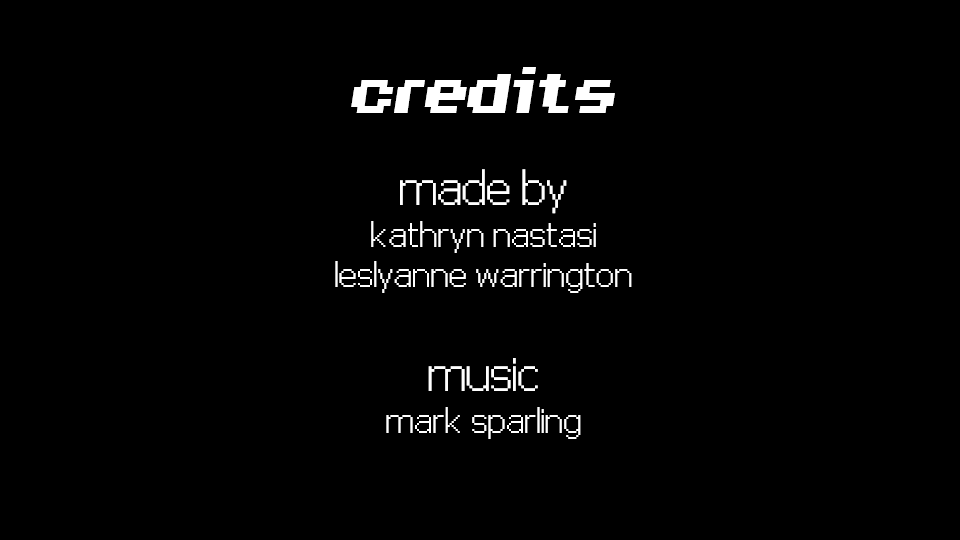 credits
made by
kathryn nastasi
leslyanne warrington
music
mark sparling